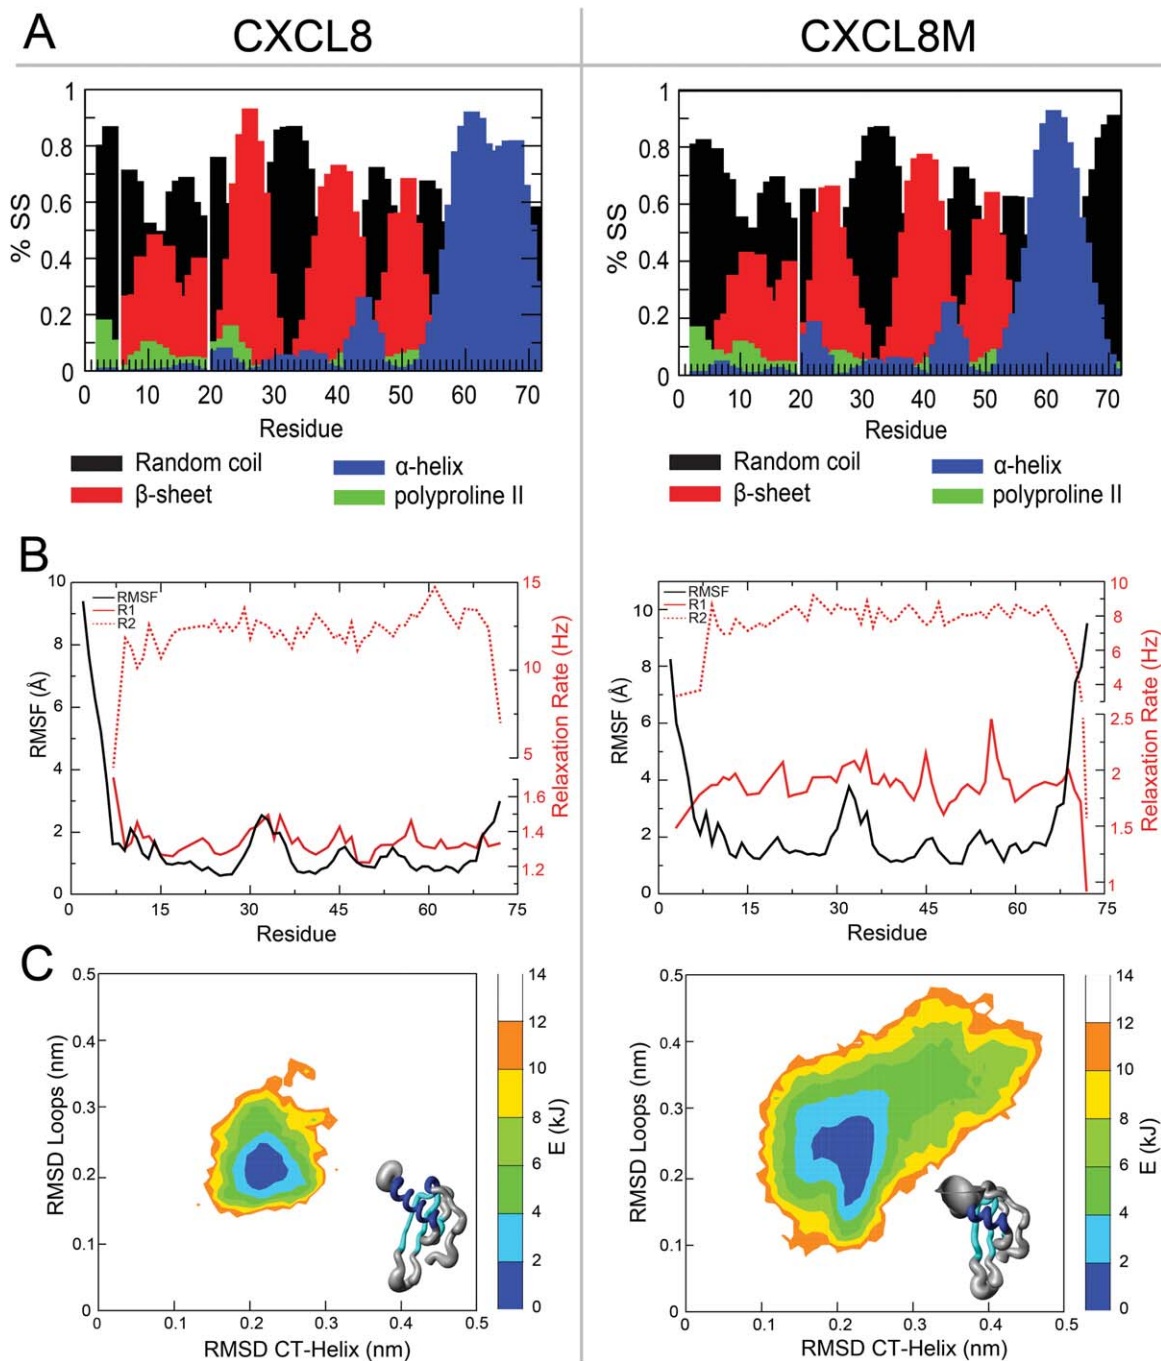 A
CXCL8
CXCL8M
1
0.8
0.6
0.4
0.2
0
% SS
0 10 20 30 40 50 60 70
Residue
Random coil
α-helix
β-sheet
polyproline II
1
0.8
0.6
0.4
0.2
0
% SS
0 10 20 30 40 50 60 70
Residue
Random coil
α-helix
β-sheet
polyproline II
B
10
8
6
4
2
0
RMSF (Å)
RMSF
R1
R2
15
10
5
1.6
1.4
1.2
Relaxation Rate (Hz)
0 15 30 45 60 75
Residue
10
8
6
4
2
0
RMSF (Å)
RMSF
R1
R2
10
8
6
4
2.5
2
1.5
1
Relaxation Rate (Hz)
0 15 30 45 60 75
Residue
C
0.5
0.4
0.3
0.2
0.1
0
RMSD Loops (nm)
0 0.1 0.2 0.3 0.4 0.5
RMSD CT-Helix (nm)
14
12
10
8
6
4
2
0
E (kJ)
0.5
0.4
0.3
0.2
0.1
0
RMSD Loops (nm)
0 0.1 0.2 0.3 0.4 0.5
RMSD CT-Helix (nm)
14
12
10
8
6
4
2
0
E (kJ)